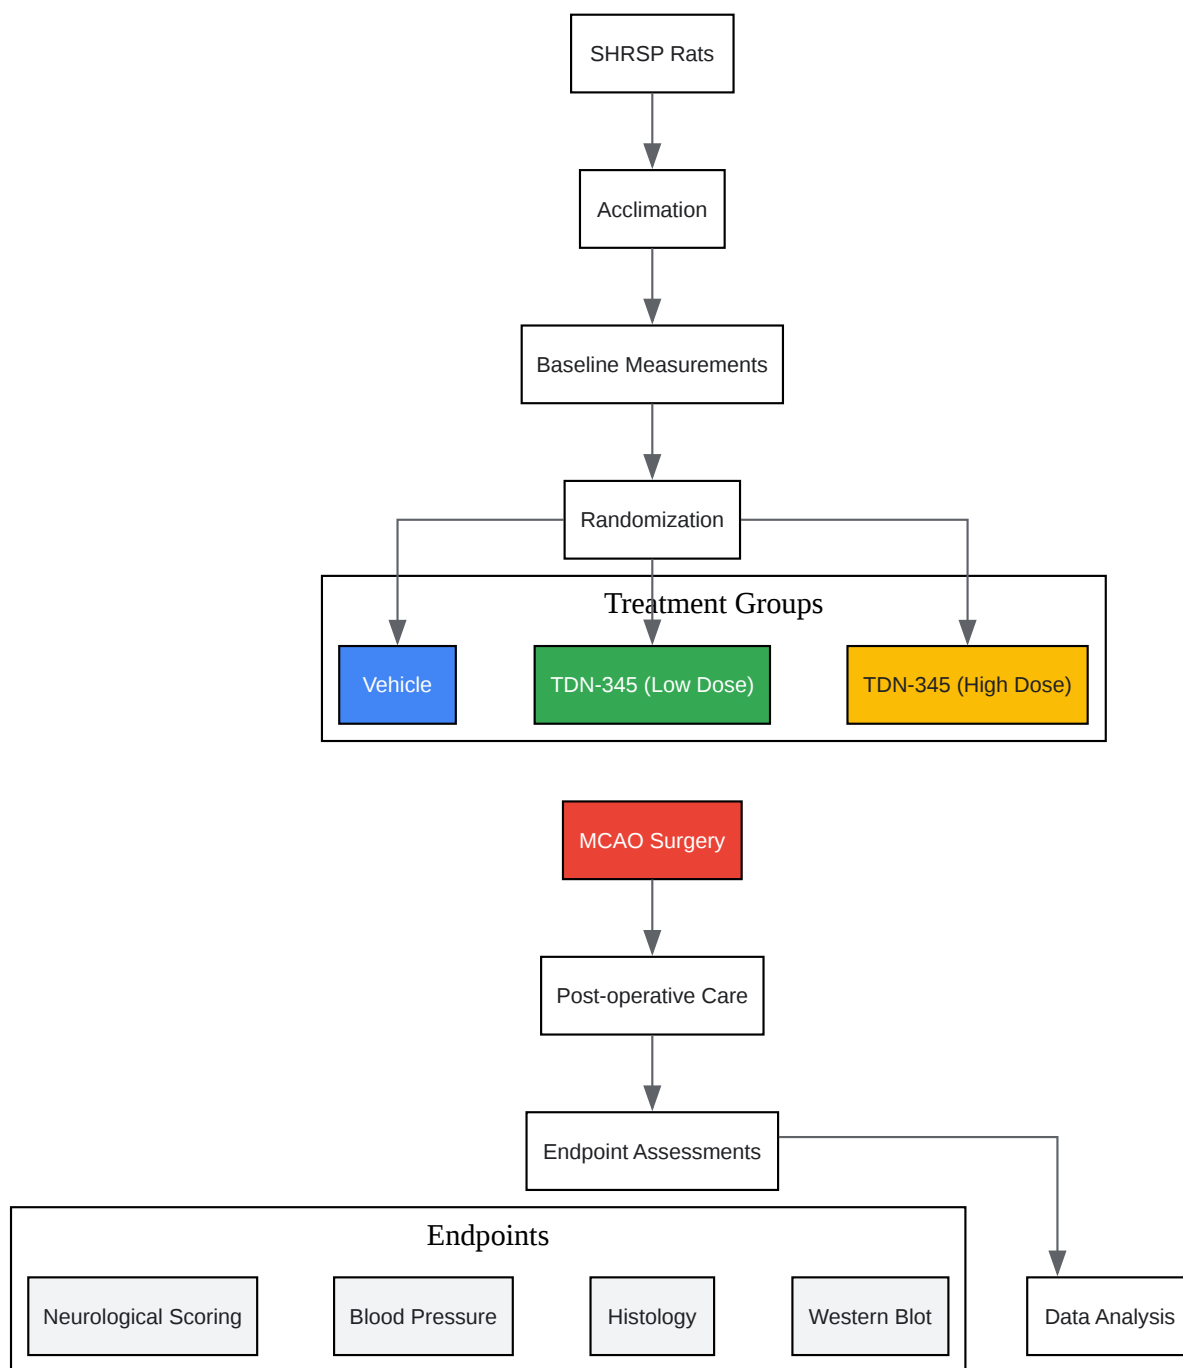 SHRSP Rats
Acclimation
Baseline Measurements
Randomization
Treatment Groups
Vehicle
TDN-345 (Low Dose)
TDN-345 (High Dose)
MCAO Surgery
Post-operative Care
Endpoint Assessments
Endpoints
Neurological Scoring
Blood Pressure
Histology
Western Blot
Data Analysis